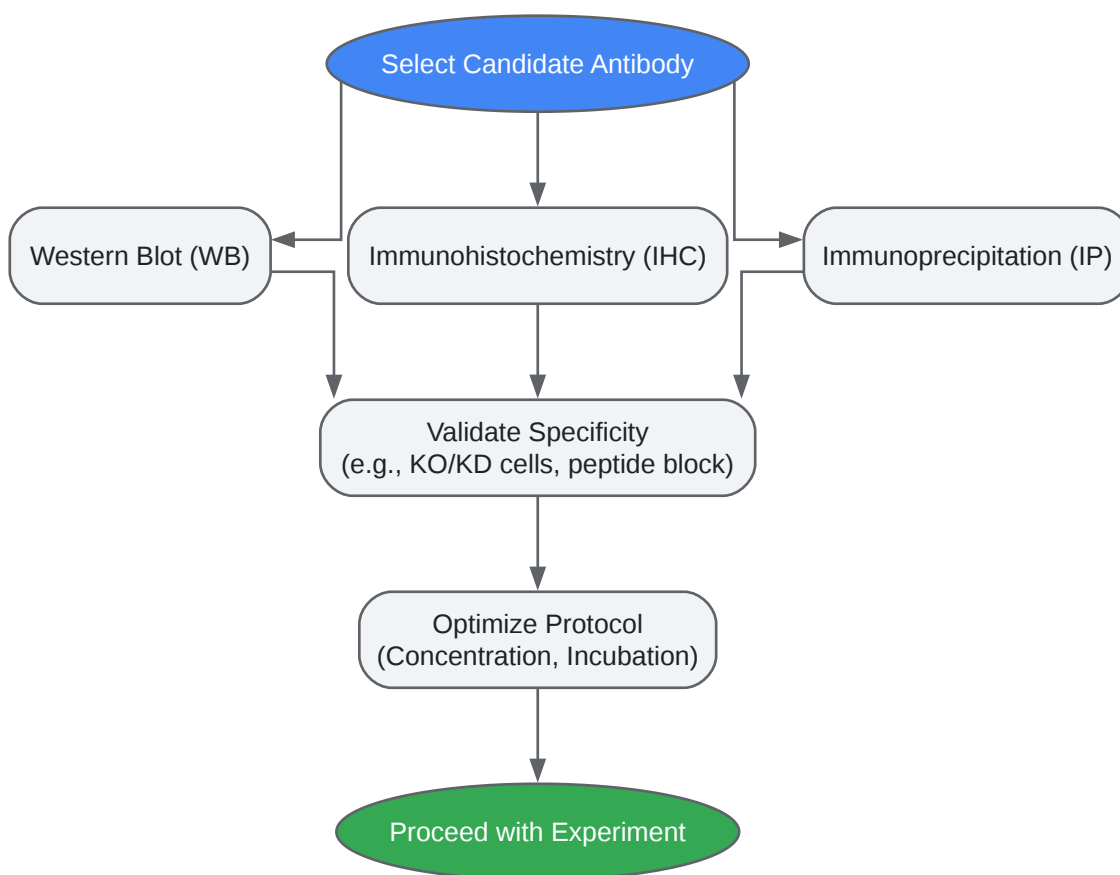 Select Candidate Antibody
Western Blot (WB)
Immunohistochemistry (IHC)
Immunoprecipitation (IP)
Validate Specificity
(e.g., KO/KD cells, peptide block)
Optimize Protocol
(Concentration, Incubation)
Proceed with Experiment